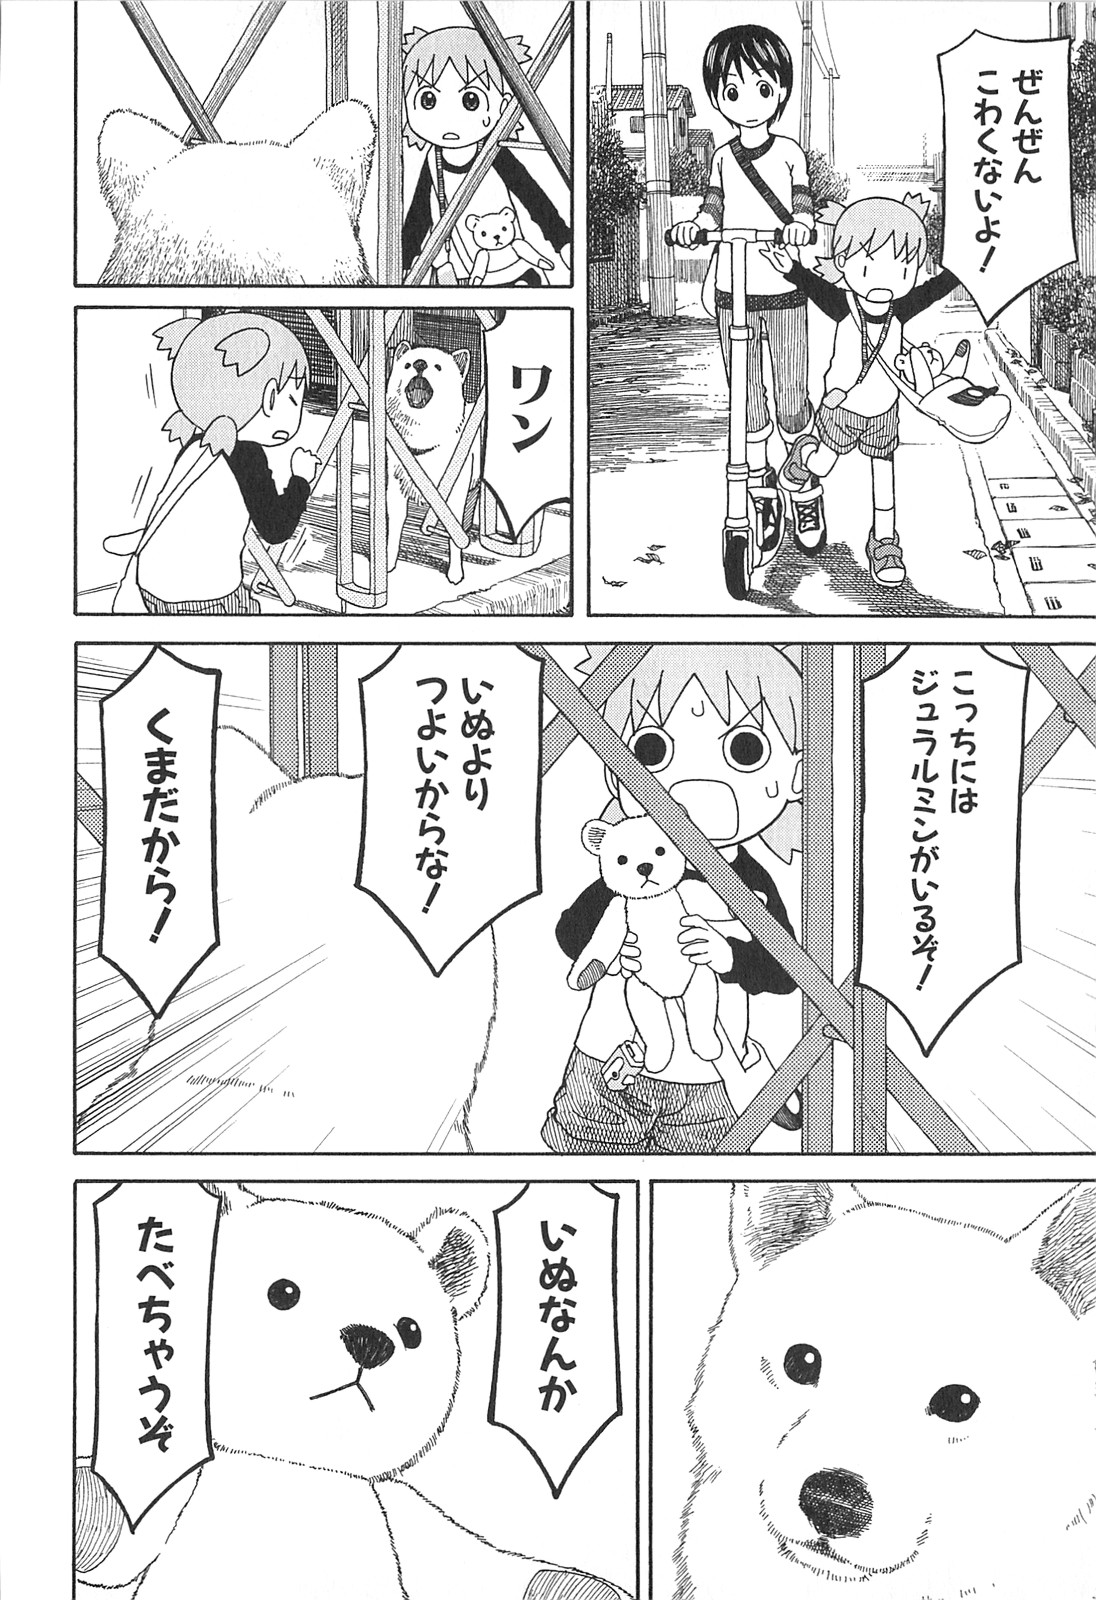 ぜんぜん
こわくないよ！
ワン
こっちには
ジュラルミンがいるぞ！
いぬより
つよいからな！
くまだから！
いぬなんか
たべちゃうぞ